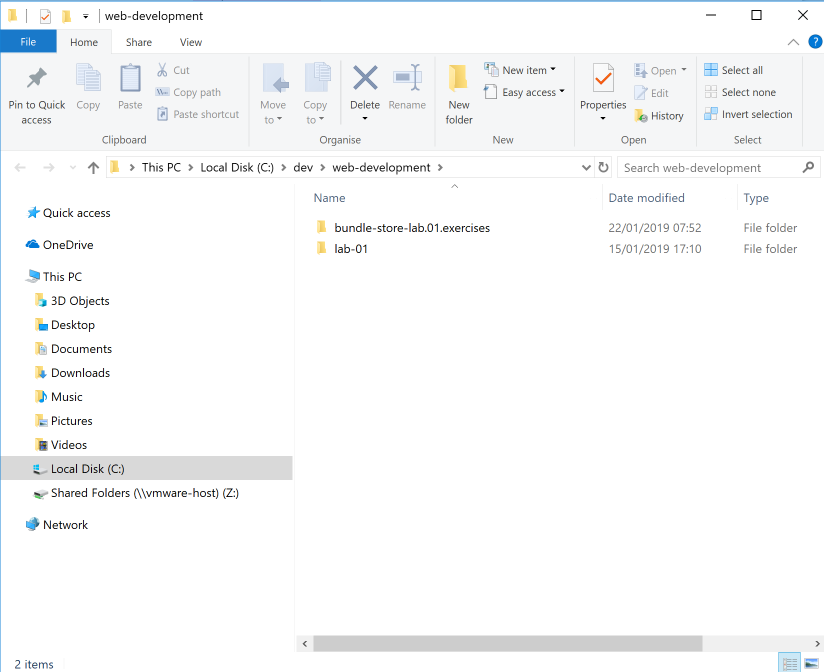 web-development
File Home Share View
Pin to Quick access
Copy
Paste
Cut
Copy path
Paste shortcut
Clipboard
Move to
Copy to
Delete
Rename
Organise
New folder
New item
Easy access
New
Properties
Open
Edit
History
Open
Select all
Select none
Invert selection
Select
This PC > Local Disk (C:) > dev > web-development >
Search web-development
Name Date modified Type
bundle-store-lab.01.exercises 22/01/2019 07:52 File folder
lab-01 15/01/2019 17:10 File folder
Quick access
OneDrive
This PC
3D Objects
Desktop
Documents
Downloads
Music
Pictures
Videos
Local Disk (C:)
Shared Folders (\\vmware-host) (Z:)
Network
2 items